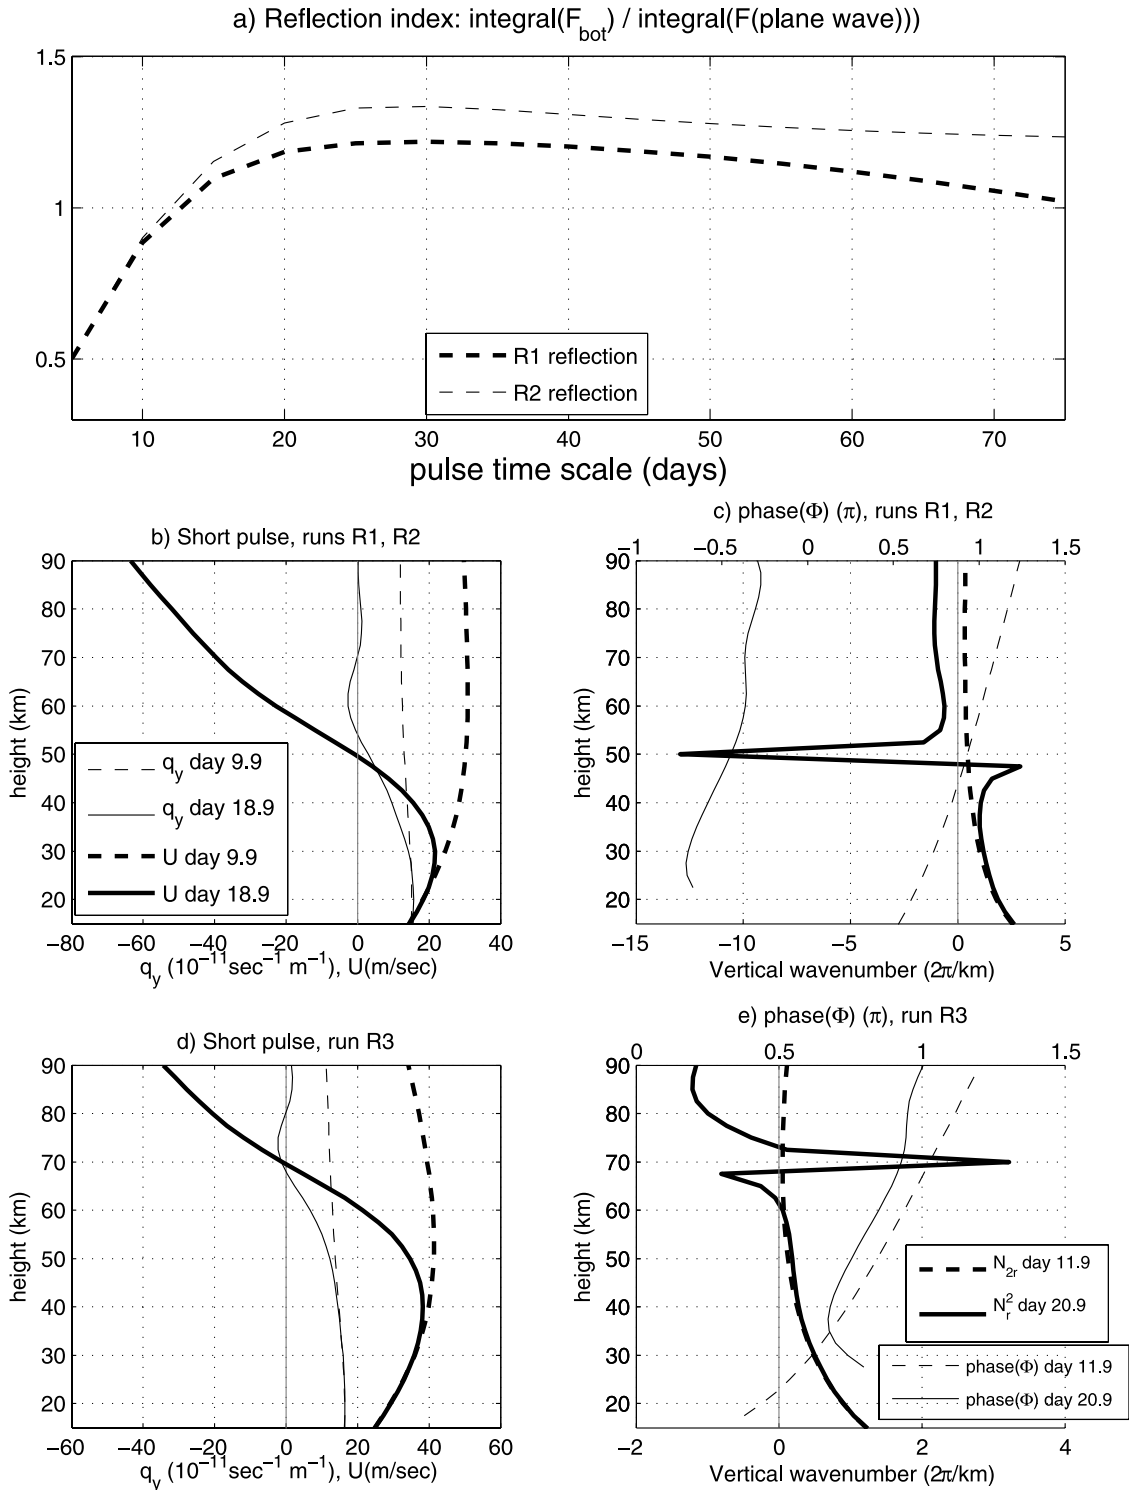 a) Reflection index: integral(F_bot) / integral(F(plane wave)))
1.5
1
0.5
R1 reflection
R2 reflection
10 20 30 40 50 60 70
pulse time scale (days)
b) Short pulse, runs R1, R2
90
80
70
60
50
40
30
20
height (km)
q_y day 9.9
q_y day 18.9
U day 9.9
U day 18.9
−80 −60 −40 −20 0 20 40
q_y (10^−11 sec^−1 m^−1), U(m/sec)
c) phase(Φ) (π), runs R1, R2
−1 −0.5 0 0.5 1 1.5
90
80
70
60
50
40
30
20
height (km)
−15 −10 −5 0 5
Vertical wavenumber (2π/km)
d) Short pulse, run R3
90
80
70
60
50
40
30
20
height (km)
−60 −40 −20 0 20 40 60
q_y (10^−11 sec^−1 m^−1), U(m/sec)
e) phase(Φ) (π), run R3
0 0.5 1 1.5
90
80
70
60
50
40
30
20
height (km)
N_2r day 11.9
N_r^2 day 20.9
phase(Φ) day 11.9
phase(Φ) day 20.9
−2 0 2 4
Vertical wavenumber (2π/km)